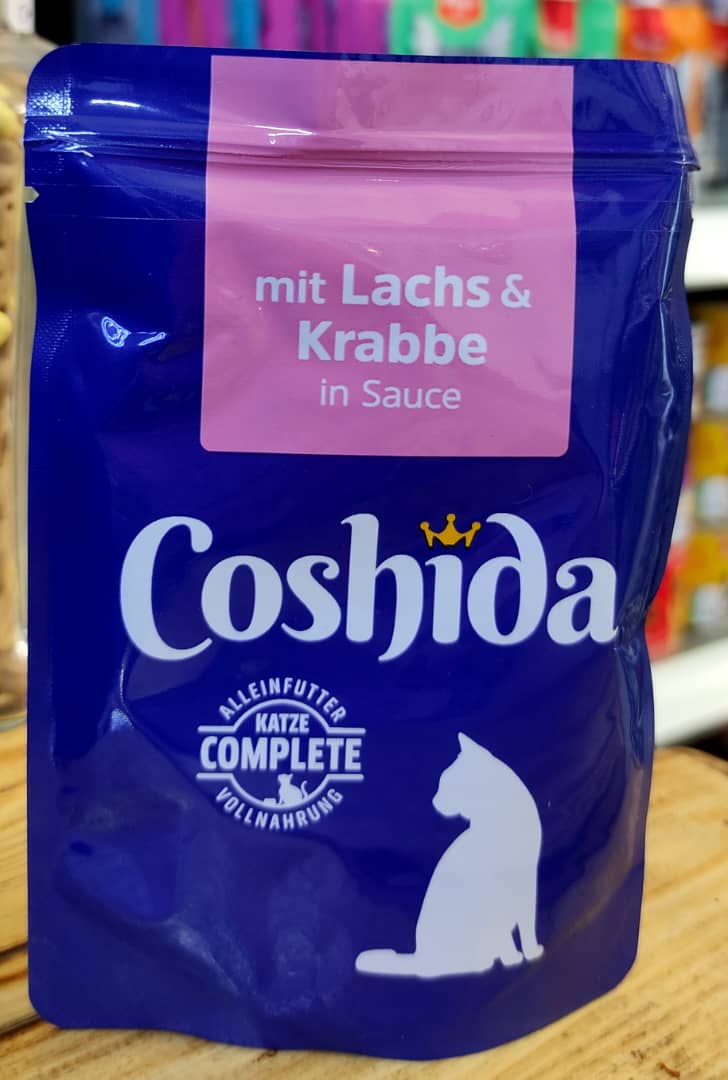 mit Lachs &
Krabbe
in Sauce
Coshida
ALLEINFUTTER
KATZE
COMPLETE
VOLLNAHRUNG